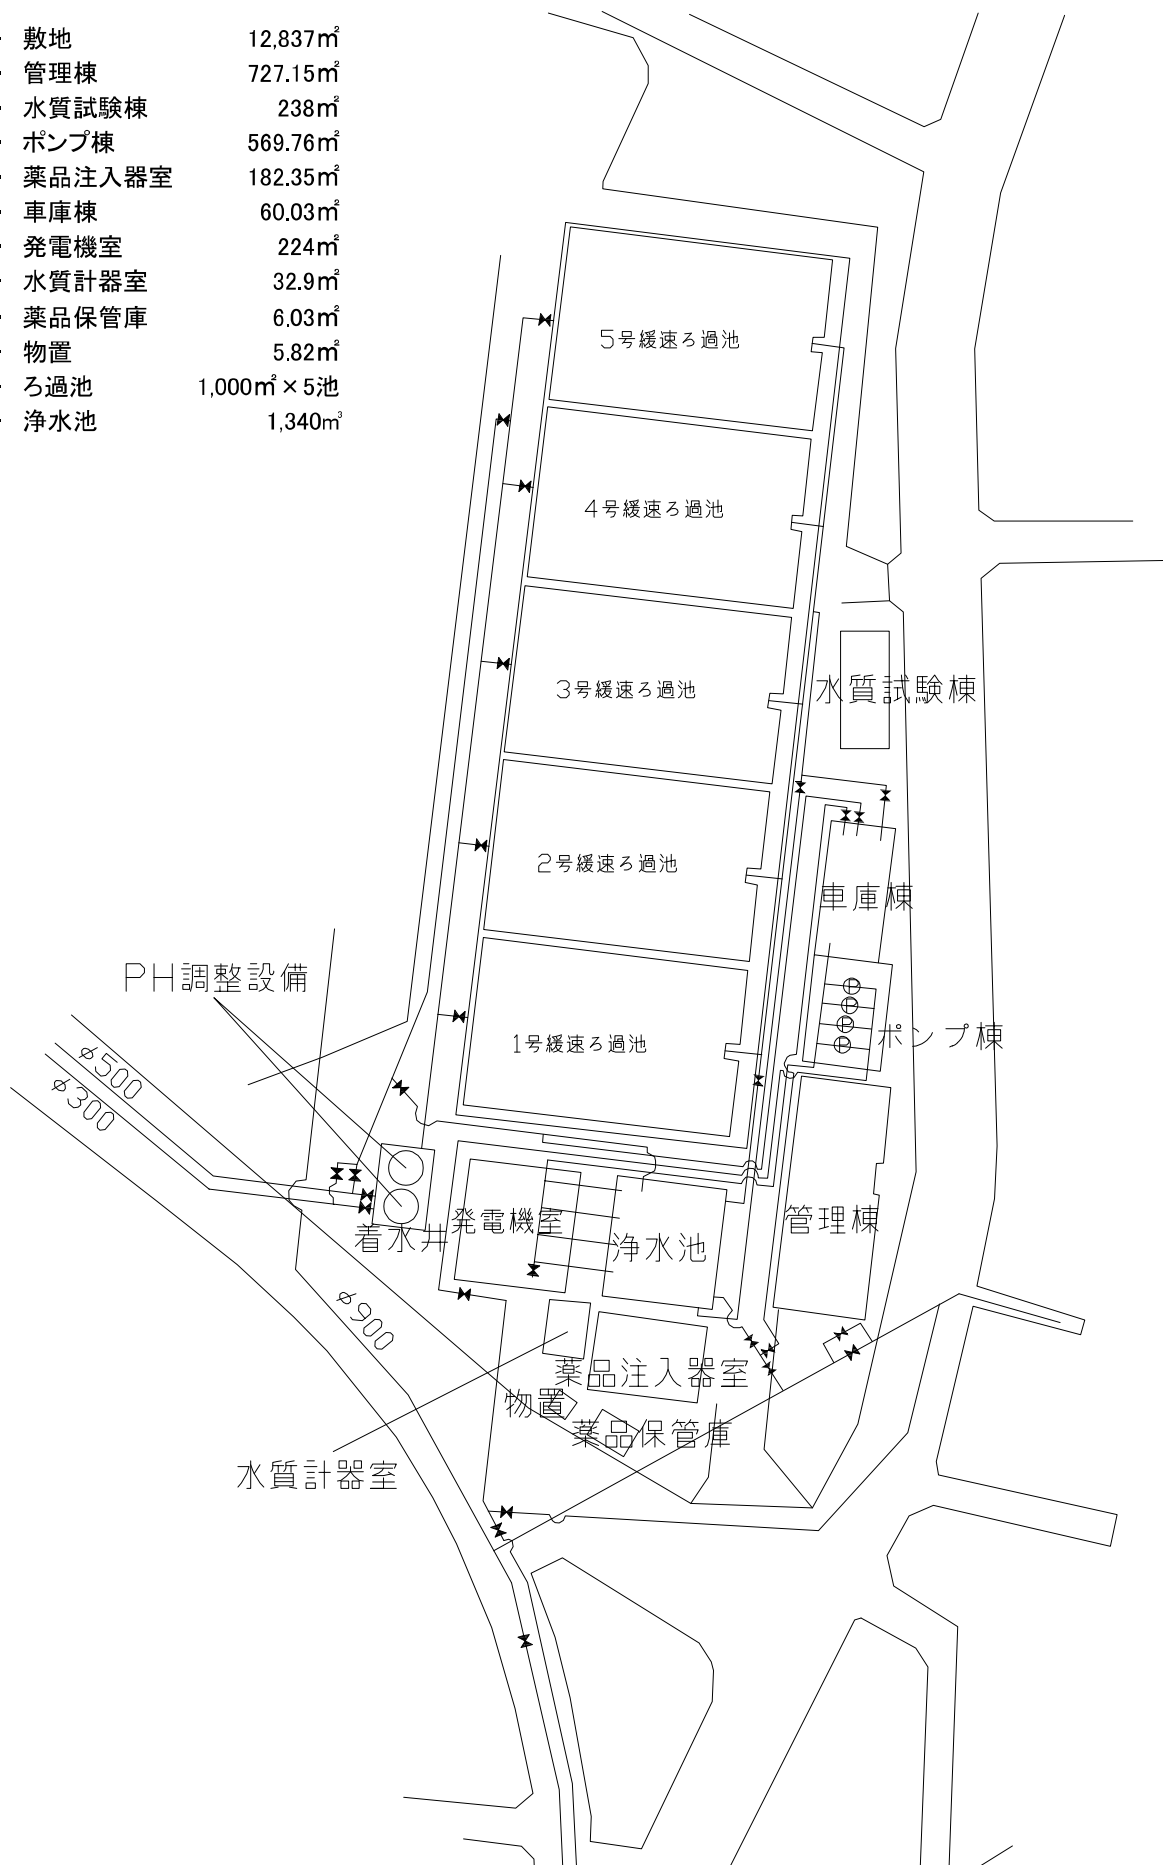 ・ 敷地 12,837㎡
・ 管理棟 727.15㎡
・ 水質試験棟 238㎡
・ ポンプ棟 569.76㎡
・ 薬品注入器室 182.35㎡
・ 車庫棟 60.03㎡
・ 発電機室 224㎡
・ 水質計器室 32.9㎡
・ 薬品保管庫 6.03㎡
・ 物置 5.82㎡
・ ろ過池 1,000㎡×5池
・ 浄水池 1,340㎥
5号緩速ろ過池
4号緩速ろ過池
3号緩速ろ過池
水質試験棟
2号緩速ろ過池
車庫棟
PH調整設備
P
P
P
P
ポンプ棟
1号緩速ろ過池
φ500
φ300
着水井
発電機室
浄水池
管理棟
φ900
薬品注入器室
物置
薬品保管庫
水質計器室